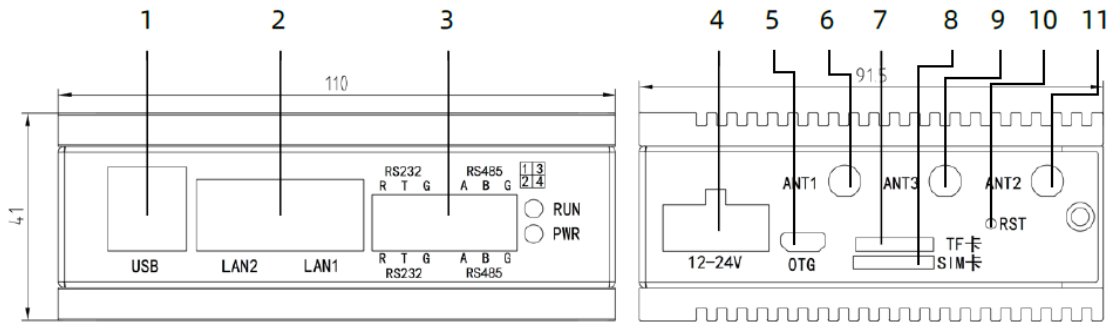 1 2 3 4 5 6 7 8 9 10 11
110 91.5
41
RS232 RS485 1 3
R T G A B G 2 4
RUN
PWR
R T G A B G
RS232 RS485
USB LAN2 LAN1
ANT1 ANT3 ANT2
RST
TF卡
12-24V OTG SIM卡